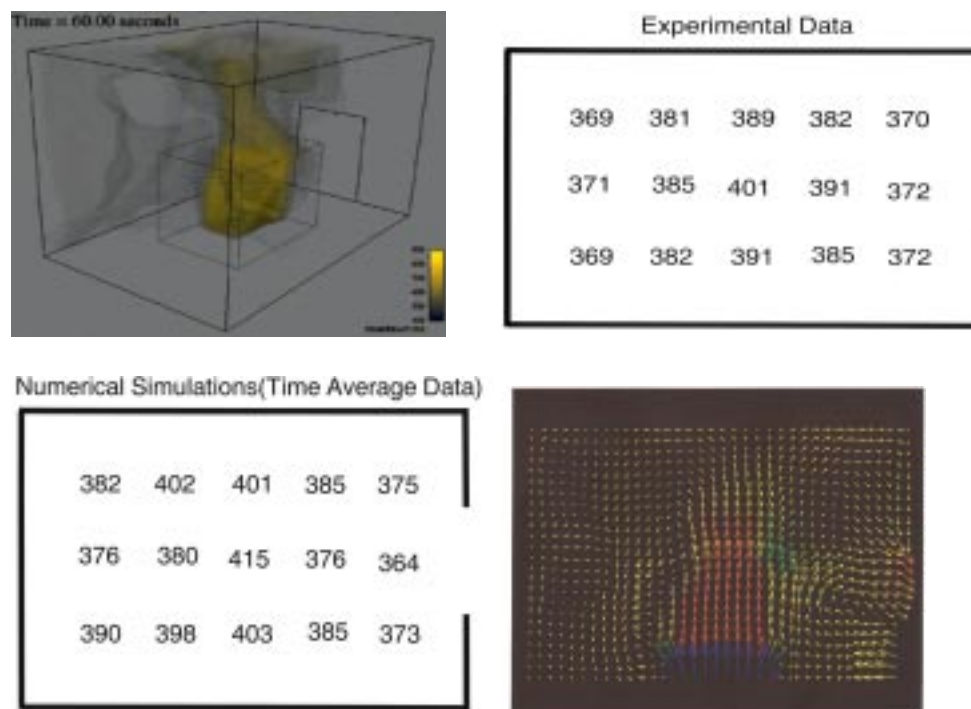 Time = 60.00 seconds
Experimental Data
369 381 389 382 370
371 385 401 391 372
369 382 391 385 372
Numerical Simulations(Time Average Data)
382 402 401 385 375
376 380 415 376 364
390 398 403 385 373